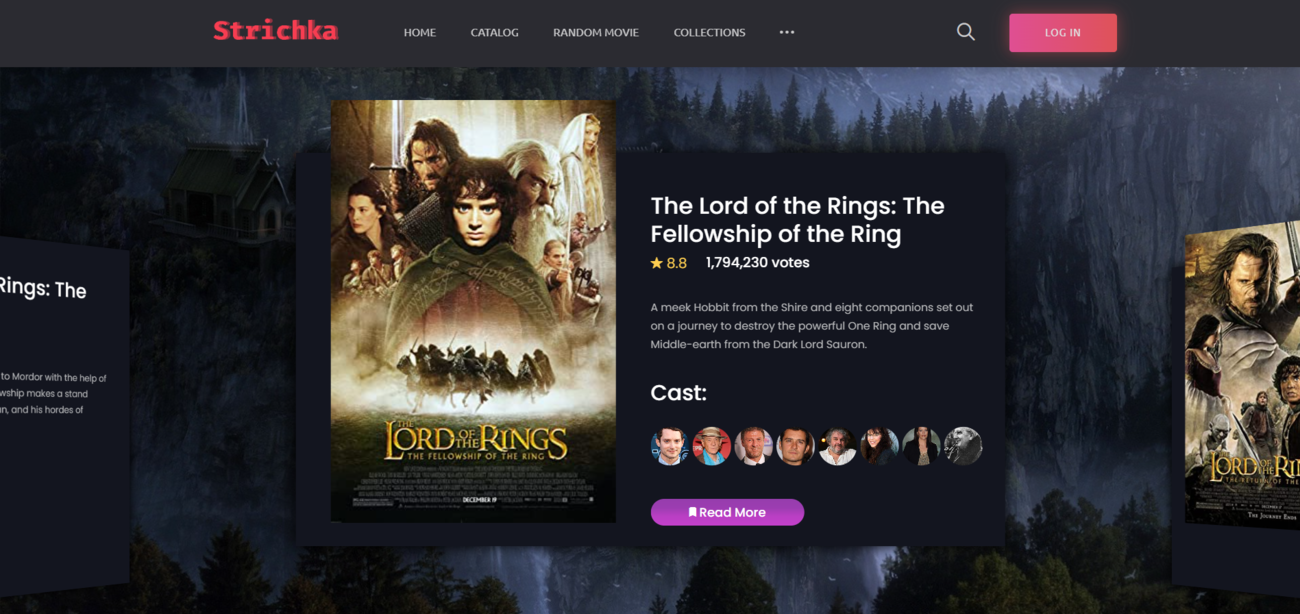 Strichka
HOME
CATALOG
RANDOM MOVIE
COLLECTIONS
LOG IN
Rings: The
to Mordor with the help of
wship makes a stand
n, and his hordes of
THE
LORD OF THE RINGS
THE FELLOWSHIP OF THE RING
DECEMBER 19
The Lord of the Rings: The
Fellowship of the Ring
8.8
1,794,230 votes
A meek Hobbit from the Shire and eight companions set out
on a journey to destroy the powerful One Ring and save
Middle-earth from the Dark Lord Sauron.
Cast:
Read More
THE
LORD OF THE RIN
THE RETURN OF THE
THE JOURNEY ENDS